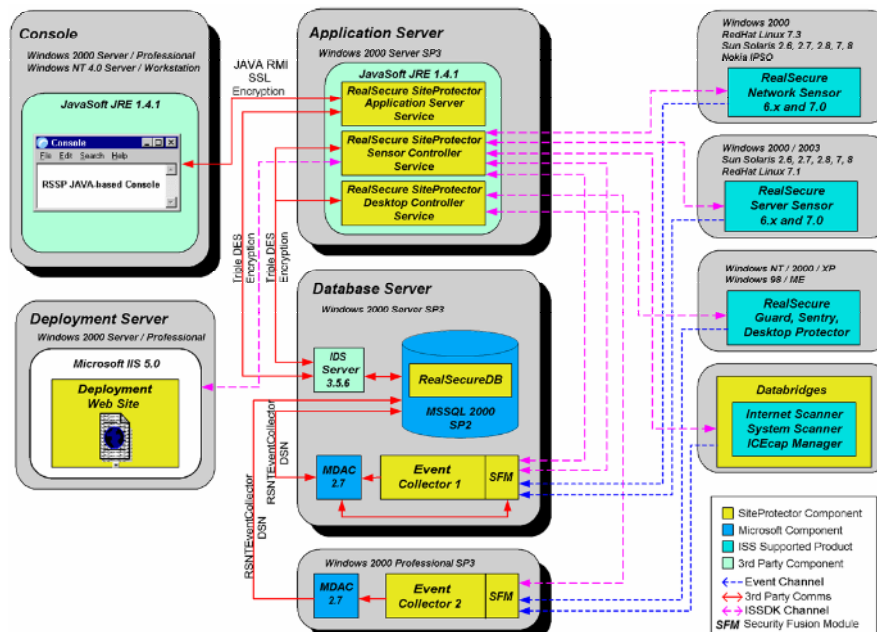 Console
Windows 2000 Server / Professional
Windows NT 4.0 Server / Workstation
JavaSoft JRE 1.4.1
Console
File Edit Search Help
RSSP JAVA-based Console
JAVA RMI
SSL
Encryption
Application Server
Windows 2000 Server SP3
JavaSoft JRE 1.4.1
RealSecure SiteProtector
Application Server
Service
RealSecure SiteProtector
Sensor Controller
Service
RealSecure SiteProtector
Desktop Controller
Service
Windows 2000
RedHat Linux 7.3
Sun Solaris 2.6, 2.7, 2.8, 7, 8
Nokia IPSO
RealSecure
Network Sensor
6.x and 7.0
Windows 2000 / 2003
Sun Solaris 2.6, 2.7, 2.8, 7, 8
RedHat Linux 7.1
RealSecure
Server Sensor
6.x and 7.0
Windows NT / 2000 / XP
Windows 98 / ME
RealSecure
Guard, Sentry,
Desktop Protector
Databridges
Internet Scanner
System Scanner
ICEcap Manager
Triple DES
Encryption
Triple DES
Encryption
Deployment Server
Windows 2000 Server / Professional
Microsoft IIS 5.0
Deployment
Web Site
Database Server
Windows 2000 Server SP3
IDS
Server
3.5.6
RealSecureDB
MSSQL 2000
SP2
RSNTEventCollector
DSN
RSNTEventCollector
DSN
MDAC
2.7
Event
Collector 1
SFM
Windows 2000 Professional SP3
MDAC
2.7
Event
Collector 2
SFM
SiteProtector Component
Microsoft Component
ISS Supported Product
3rd Party Component
Event Channel
3rd Party Comms
ISSDK Channel
SFM Security Fusion Module